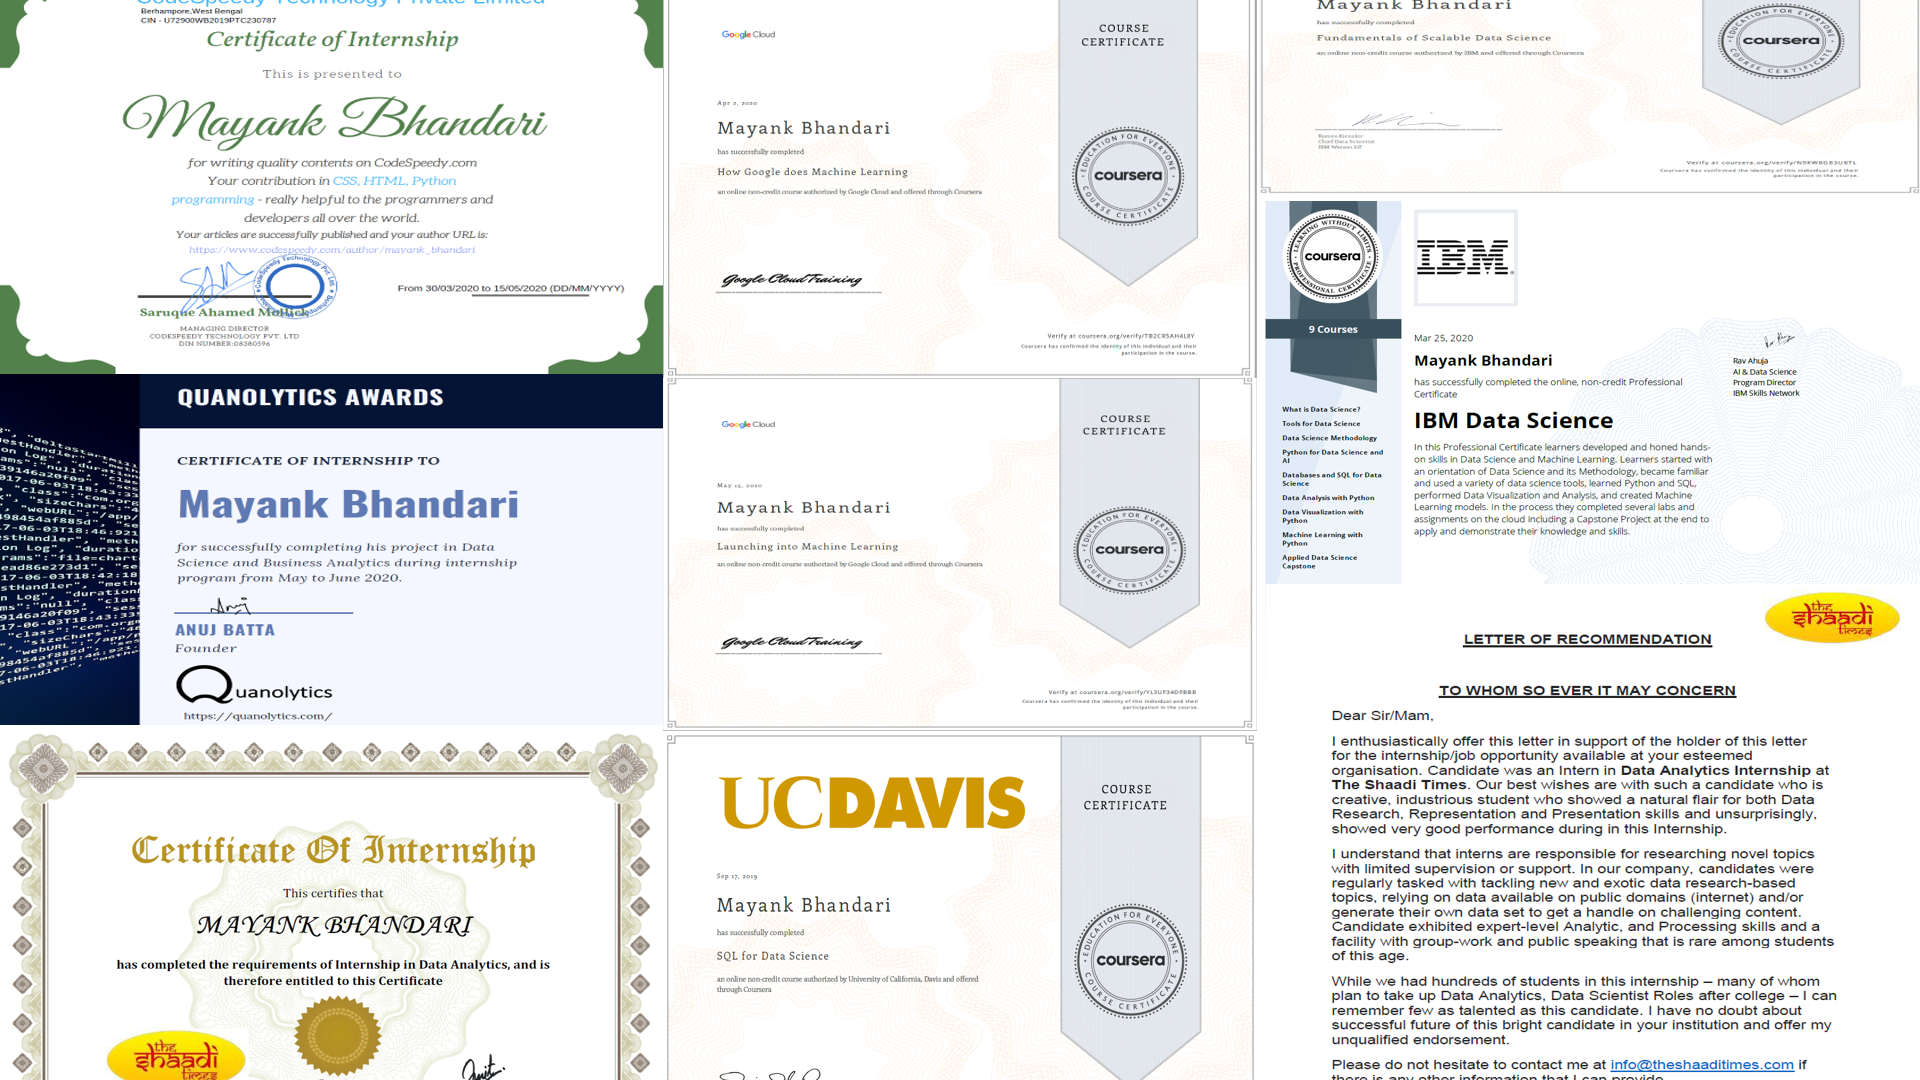 CodeSpeedy Technology Private Limited
Berhampore,West Bengal
CIN - U72900WB2019PTC230787
Certificate of Internship
This is presented to
Mayank Bhandari
for writing quality contents on CodeSpeedy.com
Your contribution in CSS, HTML, Python
programming - really helpful to the programmers and
developers all over the world.
Your articles are successfully published and your author URL is:
https://www.codespeedy.com/author/mayank_bhandari
From 30/03/2020 to 15/05/2020 (DD/MM/YYYY)
Saruque Ahamed Mollick
MANAGING DIRECTOR
CODESPEEDY TECHNOLOGY PVT. LTD
DIN NUMBER:08380596
QUANOLYTICS AWARDS
CERTIFICATE OF INTERNSHIP TO
Mayank Bhandari
for successfully completing his project in Data
Science and Business Analytics during internship
program from May to June 2020.
ANUJ BATTA
Founder
Quanolytics
https://quanolytics.com/
Certificate Of Internship
This certifies that
MAYANK BHANDARI
has completed the requirements of Internship in Data Analytics, and is
therefore entitled to this Certificate
the
shaadi
times
Google Cloud
COURSE
CERTIFICATE
Apr 2, 2020
Mayank Bhandari
has successfully completed
How Google does Machine Learning
an online non-credit course authorized by Google Cloud and offered through Coursera
EDUCATION FOR EVERYONE
coursera
COURSE CERTIFICATE
Google Cloud Training
Verify at coursera.org/verify/TB2CR5AH4L8Y
Coursera has confirmed the identity of this individual and their
participation in the course.
Google Cloud
COURSE
CERTIFICATE
May 13, 2020
Mayank Bhandari
has successfully completed
Launching into Machine Learning
an online non-credit course authorized by Google Cloud and offered through Coursera
EDUCATION FOR EVERYONE
coursera
COURSE CERTIFICATE
Google Cloud Training
Verify at coursera.org/verify/YL3UF34DFBBB
Coursera has confirmed the identity of this individual and their
participation in the course.
UCDAVIS
COURSE
CERTIFICATE
Sep 17, 2019
Mayank Bhandari
has successfully completed
SQL for Data Science
an online non-credit course authorized by University of California, Davis and offered
through Coursera
EDUCATION FOR EVERYONE
coursera
COURSE CERTIFICATE
Mayank Bhandari
has successfully completed
Fundamentals of Scalable Data Science
an online non-credit course authorized by IBM and offered through Coursera
EDUCATION FOR EVERYONE
coursera
COURSE CERTIFICATE
Romeo Kienzler
Chief Data Scientist
IBM Watson IoT
Verify at coursera.org/verify/N9KW8GB3U8TL
Coursera has confirmed the identity of this individual and their
participation in the course.
LEARNING WITHOUT LIMITS
coursera
PROFESSIONAL CERTIFICATE
9 Courses
What is Data Science?
Tools for Data Science
Data Science Methodology
Python for Data Science and
AI
Databases and SQL for Data
Science
Data Analysis with Python
Data Visualization with
Python
Machine Learning with
Python
Applied Data Science
Capstone
IBM
Mar 25, 2020
Mayank Bhandari
has successfully completed the online, non-credit Professional
Certificate
IBM Data Science
In this Professional Certificate learners developed and honed hands-
on skills in Data Science and Machine Learning. Learners started with
an orientation of Data Science and its Methodology, became familiar
and used a variety of data science tools, learned Python and SQL,
performed Data Visualization and Analysis, and created Machine
Learning models. In the process they completed several labs and
assignments on the cloud including a Capstone Project at the end to
apply and demonstrate their knowledge and skills.
Rav Ahuja
AI & Data Science
Program Director
IBM Skills Network
the
shaadi
times
LETTER OF RECOMMENDATION
TO WHOM SO EVER IT MAY CONCERN
Dear Sir/Mam,
I enthusiastically offer this letter in support of the holder of this letter
for the internship/job opportunity available at your esteemed
organisation. Candidate was an Intern in Data Analytics Internship at
The Shaadi Times. Our best wishes are with such a candidate who is
creative, industrious student who showed a natural flair for both Data
Research, Representation and Presentation skills and unsurprisingly,
showed very good performance during in this Internship.
I understand that interns are responsible for researching novel topics
with limited supervision or support. In our company, candidates were
regularly tasked with tackling new and exotic data research-based
topics, relying on data available on public domains (internet) and/or
generate their own data set to get a handle on challenging content.
Candidate exhibited expert-level Analytic, and Processing skills and a
facility with group-work and public speaking that is rare among students
of this age.
While we had hundreds of students in this internship – many of whom
plan to take up Data Analytics, Data Scientist Roles after college – I can
remember few as talented as this candidate. I have no doubt about
successful future of this bright candidate in your institution and offer my
unqualified endorsement.
Please do not hesitate to contact me at info@theshaaditimes.com if
there is any other information that I can provide.